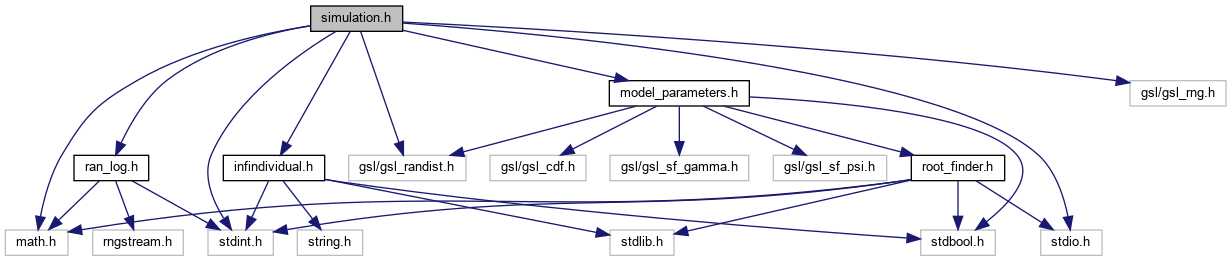 simulation.h
model_parameters.h
gsl/gsl_rng.h
ran_log.h
infindividual.h
gsl/gsl_randist.h
gsl/gsl_cdf.h
gsl/gsl_sf_gamma.h
gsl/gsl_sf_psi.h
root_finder.h
math.h
rngstream.h
stdint.h
string.h
stdlib.h
stdbool.h
stdio.h